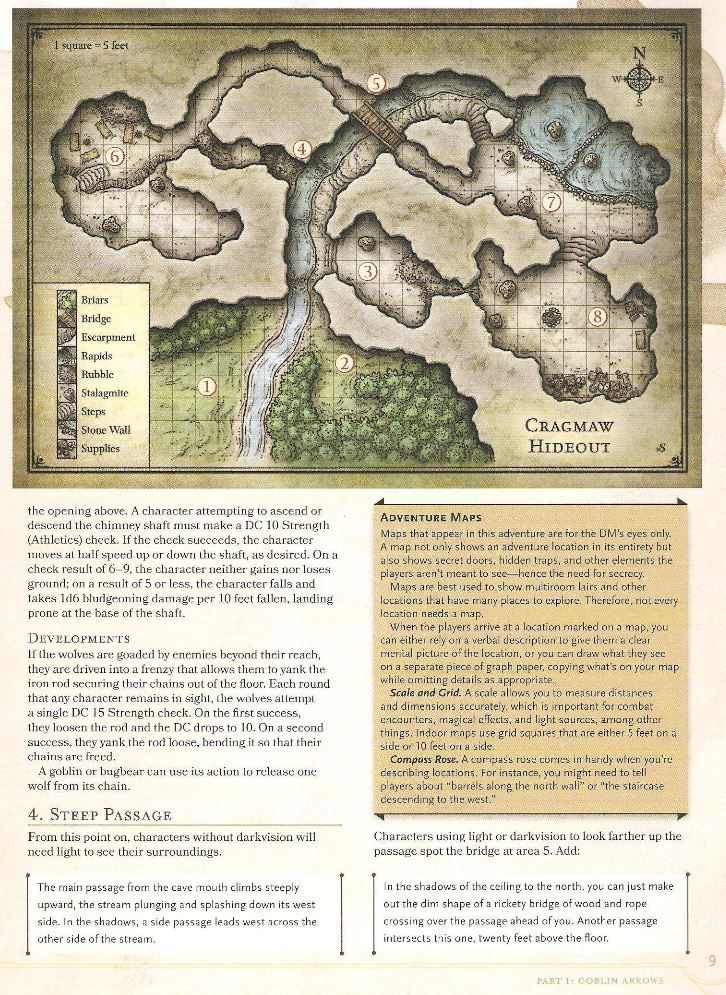 1 square = 5 feet
N
W
E
S
5
6
4
7
3
8
Briars
Bridge
Escarpment
Rapids
Rubble
Stalagmite
Steps
Stone Wall
Supplies
1
2
CRAGMAW
HIDEOUT
the opening above. A character attempting to ascend or
descend the chimney shaft must make a DC 10 Strength
(Athletics) check. If the check succeeds, the character
moves at half speed up or down the shaft, as desired. On a
check result of 6–9, the character neither gains nor loses
ground; on a result of 5 or less, the character falls and
takes 1d6 bludgeoning damage per 10 feet fallen, landing
prone at the base of the shaft.
DEVELOPMENTS
If the wolves are goaded by enemies beyond their reach,
they are driven into a frenzy that allows them to yank the
iron rod securing their chains out of the floor. Each round
that any character remains in sight, the wolves attempt
a single DC 15 Strength check. On the first success,
they loosen the rod and the DC drops to 10. On a second
success, they yank the rod loose, bending it so that their
chains are freed.
A goblin or bugbear can use its action to release one
wolf from its chain.
4. STEEP PASSAGE
From this point on, characters without darkvision will
need light to see their surroundings.
The main passage from the cave mouth climbs steeply
upward, the stream plunging and splashing down its west
side. In the shadows, a side passage leads west across the
other side of the stream.
ADVENTURE MAPS
Maps that appear in this adventure are for the DM's eyes only.
A map not only shows an adventure location in its entirety but
also shows secret doors, hidden traps, and other elements the
players aren't meant to see—hence the need for secrecy.
Maps are best used to show multiroom lairs and other
locations that have many places to explore. Therefore, not every
location needs a map.
When the players arrive at a location marked on a map, you
can either rely on a verbal description to give them a clear
mental picture of the location, or you can draw what they see
on a separate piece of graph paper, copying what's on your map
while omitting details as appropriate.
Scale and Grid. A scale allows you to measure distances
and dimensions accurately, which is important for combat
encounters, magical effects, and light sources, among other
things. Indoor maps use grid squares that are either 5 feet on a
side or 10 feet on a side.
Compass Rose. A compass rose comes in handy when you're
describing locations. For instance, you might need to tell
players about "barrels along the north wall" or "the staircase
descending to the west."
Characters using light or darkvision to look farther up the
passage spot the bridge at area 5. Add:
In the shadows of the ceiling to the north, you can just make
out the dim shape of a rickety bridge of wood and rope
crossing over the passage ahead of you. Another passage
intersects this one, twenty feet above the floor.
9
PART 1: GOBLIN ARROWS